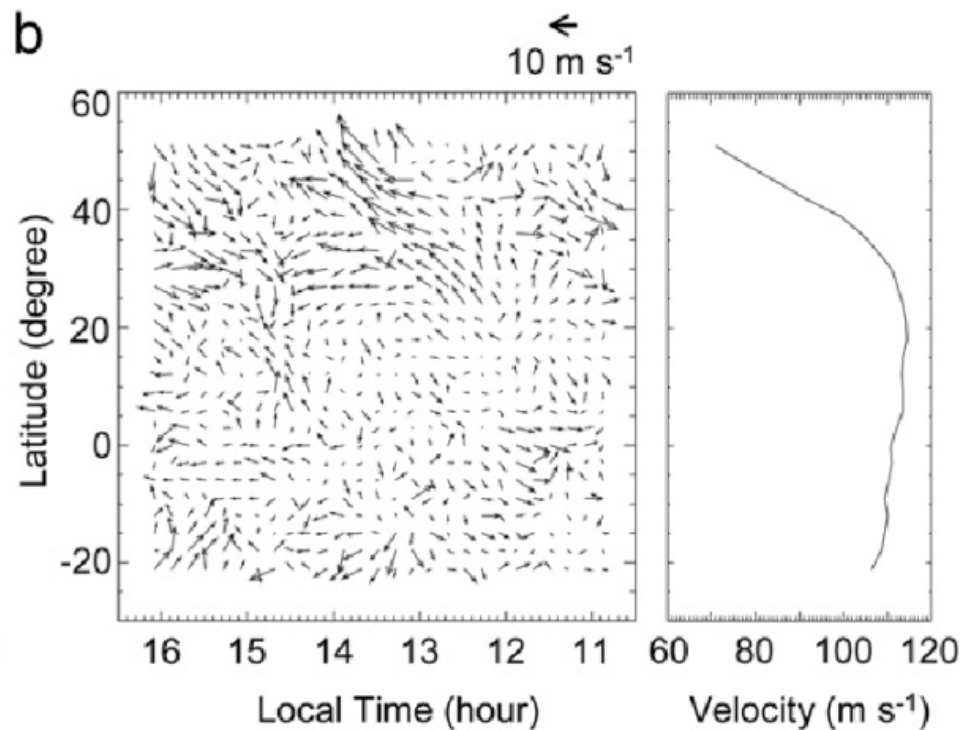 b
10 m s-1
60
40
20
0
-20
Latitude (degree)
16 15 14 13 12 11
Local Time (hour)
60 80 100 120
Velocity (m s-1)